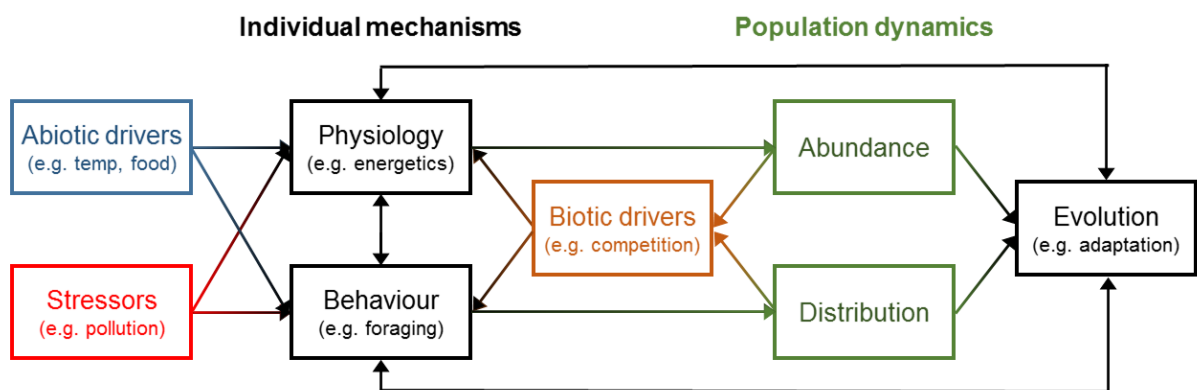 Individual mechanisms
Population dynamics
Abiotic drivers
(e.g. temp, food)
Physiology
(e.g. energetics)
Abundance
Biotic drivers
(e.g. competition)
Evolution
(e.g. adaptation)
Stressors
(e.g. pollution)
Behaviour
(e.g. foraging)
Distribution